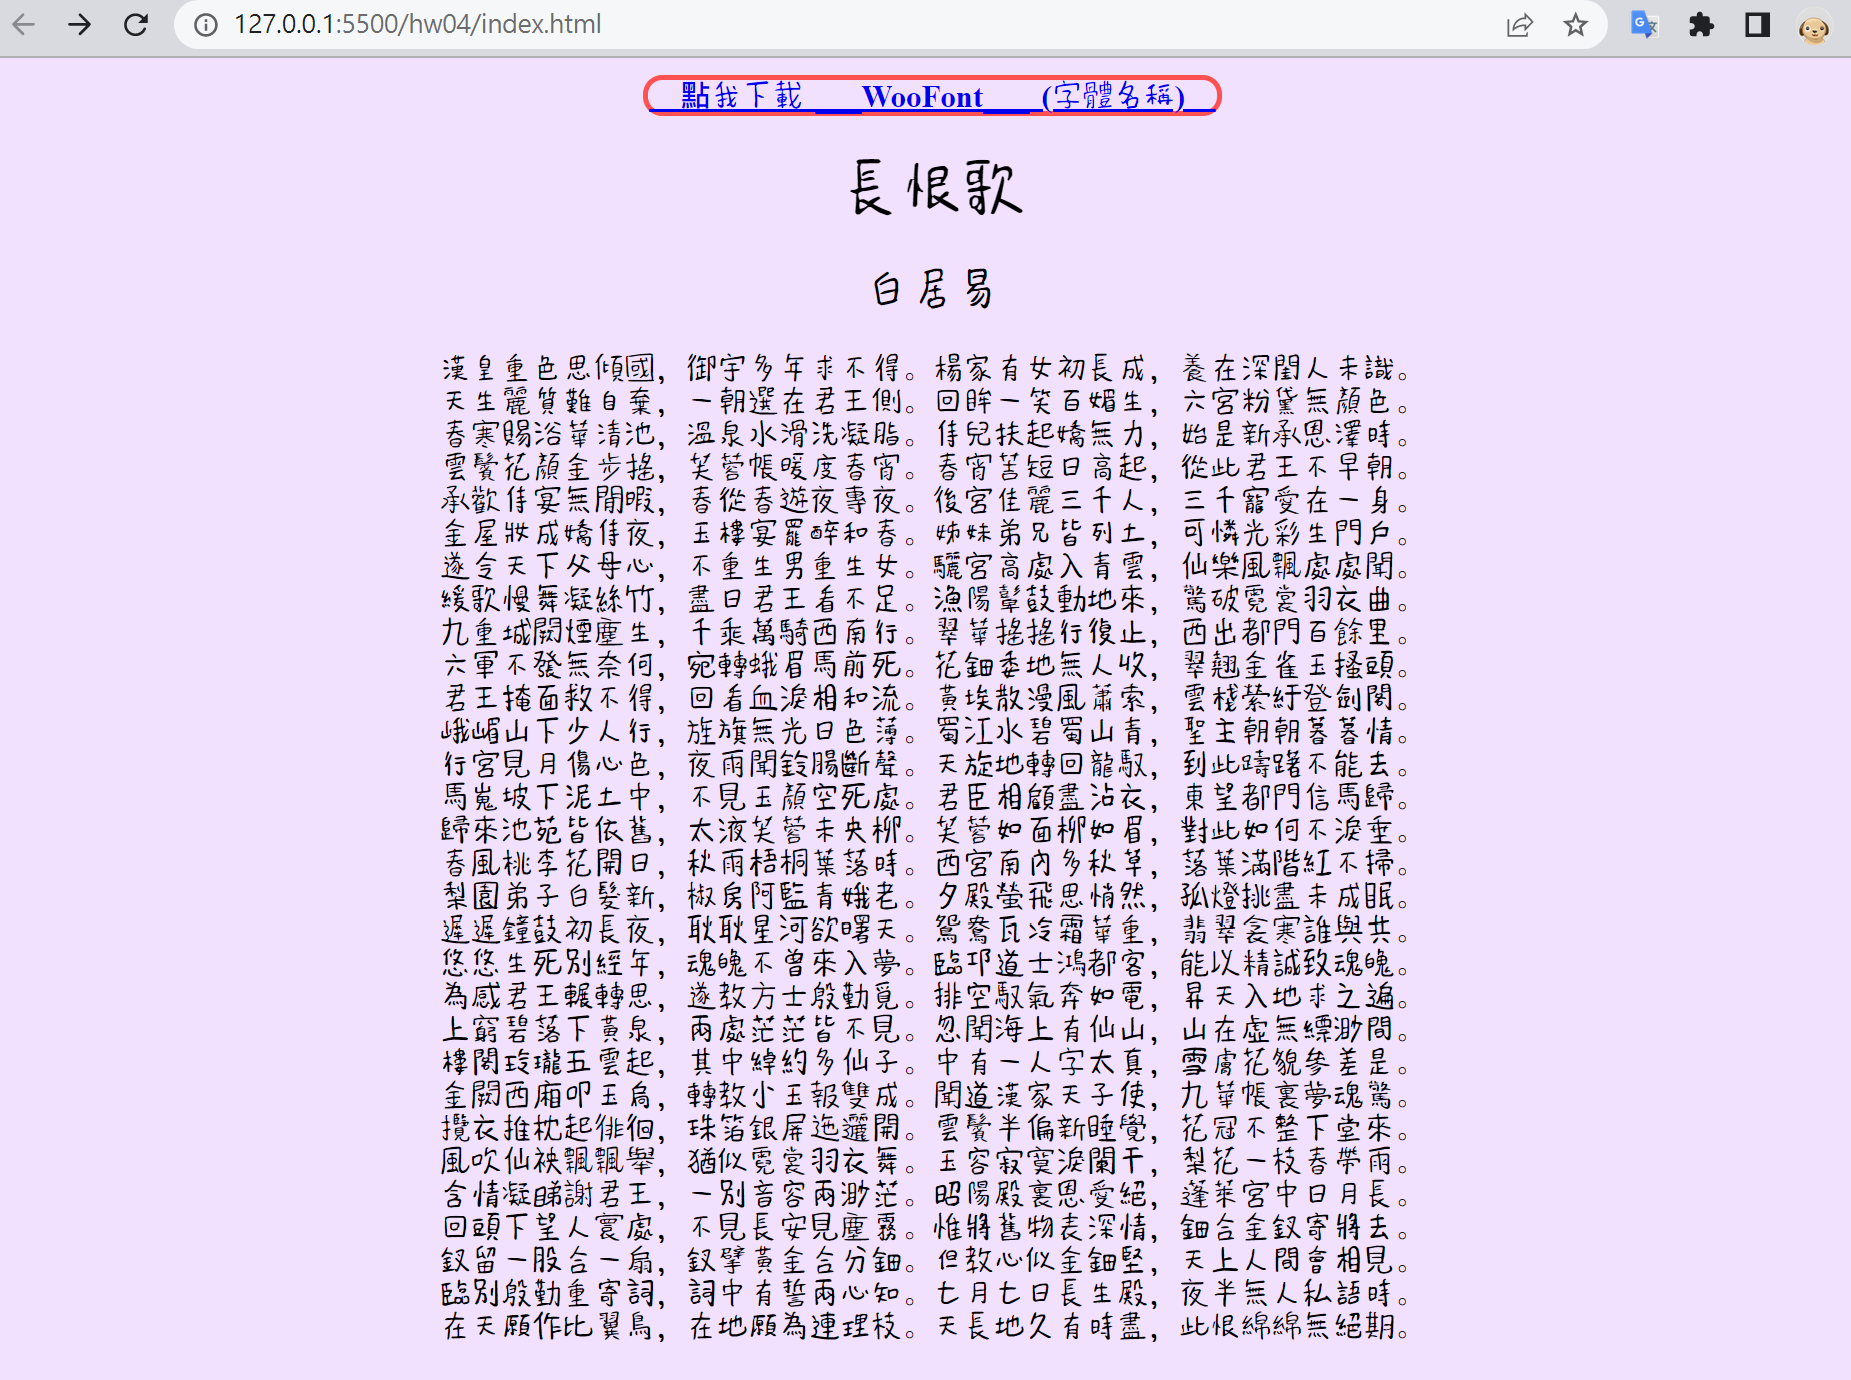 127.0.0.1:5500/hw04/index.html
點我下載___WooFont___(字體名稱)
長恨歌
白居易
漢皇重色思傾國，御宇多年求不得。楊家有女初長成，養在深閨人未識。
天生麗質難自棄，一朝選在君王側。回眸一笑百媚生，六宮粉黛無顏色。
春寒賜浴華清池，溫泉水滑洗凝脂。侍兒扶起嬌無力，始是新承恩澤時。
雲鬢花顏金步搖，芙蓉帳暖度春宵。春宵苦短日高起，從此君王不早朝。
承歡侍宴無閒暇，春從春遊夜專夜。後宮佳麗三千人，三千寵愛在一身。
金屋妝成嬌侍夜，玉樓宴罷醉和春。姊妹弟兄皆列土，可憐光彩生門戶。
遂令天下父母心，不重生男重生女。驪宮高處入青雲，仙樂風飄處處聞。
緩歌慢舞凝絲竹，盡日君王看不足。漁陽鼙鼓動地來，驚破霓裳羽衣曲。
九重城闕煙塵生，千乘萬騎西南行。翠華搖搖行復止，西出都門百餘里。
六軍不發無奈何，宛轉蛾眉馬前死。花鈿委地無人收，翠翹金雀玉搔頭。
君王掩面救不得，回看血淚相和流。黃埃散漫風蕭索，雲棧縈紆登劍閣。
峨嵋山下少人行，旌旗無光日色薄。蜀江水碧蜀山青，聖主朝朝暮暮情。
行宮見月傷心色，夜雨聞鈴腸斷聲。天旋地轉回龍馭，到此躊躇不能去。
馬嵬坡下泥土中，不見玉顏空死處。君臣相顧盡沾衣，東望都門信馬歸。
歸來池苑皆依舊，太液芙蓉未央柳。芙蓉如面柳如眉，對此如何不淚垂。
春風桃李花開日，秋雨梧桐葉落時。西宮南內多秋草，落葉滿階紅不掃。
梨園弟子白髮新，椒房阿監青娥老。夕殿螢飛思悄然，孤燈挑盡未成眠。
遲遲鐘鼓初長夜，耿耿星河欲曙天。鴛鴦瓦冷霜華重，翡翠衾寒誰與共。
悠悠生死別經年，魂魄不曾來入夢。臨邛道士鴻都客，能以精誠致魂魄。
為感君王輾轉思，遂教方士殷勤覓。排空馭氣奔如電，昇天入地求之遍。
上窮碧落下黃泉，兩處茫茫皆不見。忽聞海上有仙山，山在虛無縹渺間。
樓閣玲瓏五雲起，其中綽約多仙子。中有一人字太真，雪膚花貌參差是。
金闕西廂叩玉扃，轉教小玉報雙成。聞道漢家天子使，九華帳裏夢魂驚。
攬衣推枕起徘徊，珠箔銀屏迤邐開。雲鬢半偏新睡覺，花冠不整下堂來。
風吹仙袂飄飄舉，猶似霓裳羽衣舞。玉容寂寞淚闌干，梨花一枝春帶雨。
含情凝睇謝君王，一別音容兩渺茫。昭陽殿裏恩愛絕，蓬萊宮中日月長。
回頭下望人寰處，不見長安見塵霧。惟將舊物表深情，鈿合金釵寄將去。
釵留一股合一扇，釵擘黃金合分鈿。但教心似金鈿堅，天上人間會相見。
臨別殷勤重寄詞，詞中有誓兩心知。七月七日長生殿，夜半無人私語時。
在天願作比翼鳥，在地願為連理枝。天長地久有時盡，此恨綿綿無絕期。